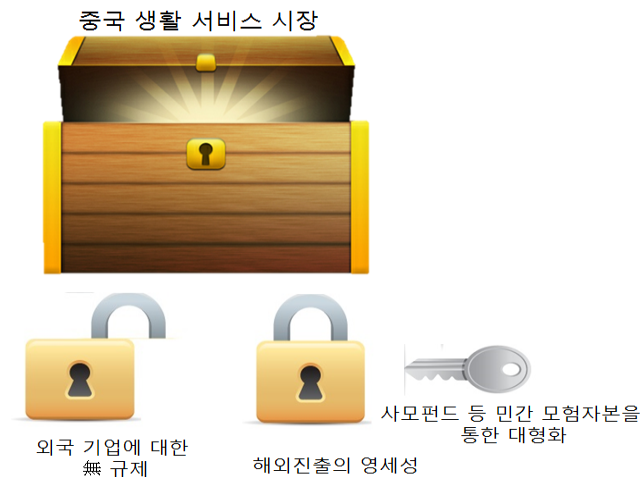 중국 생활 서비스 시장
외국 기업에 대한
無 규제
해외진출의 영세성
사모펀드 등 민간 모험자본을
통한 대형화